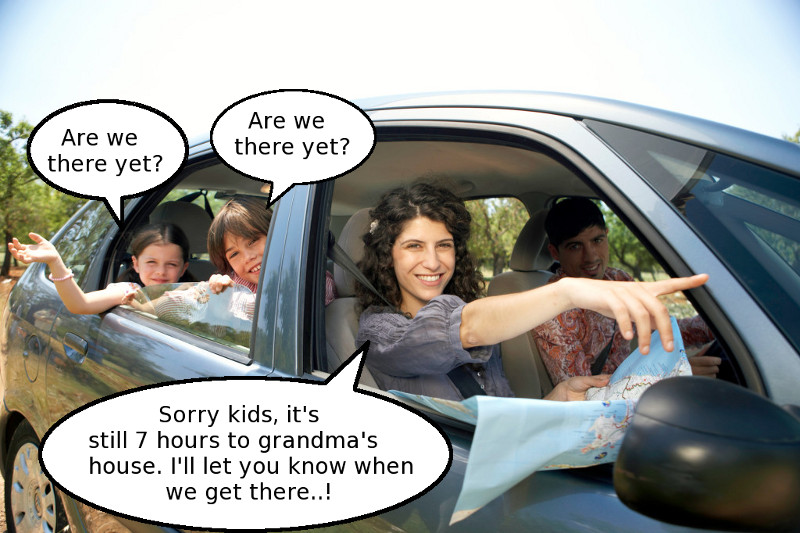 Are we
there yet?
Are we
there yet?
Sorry kids, it's
still 7 hours to grandma's
house. I'll let you know when
we get there..!